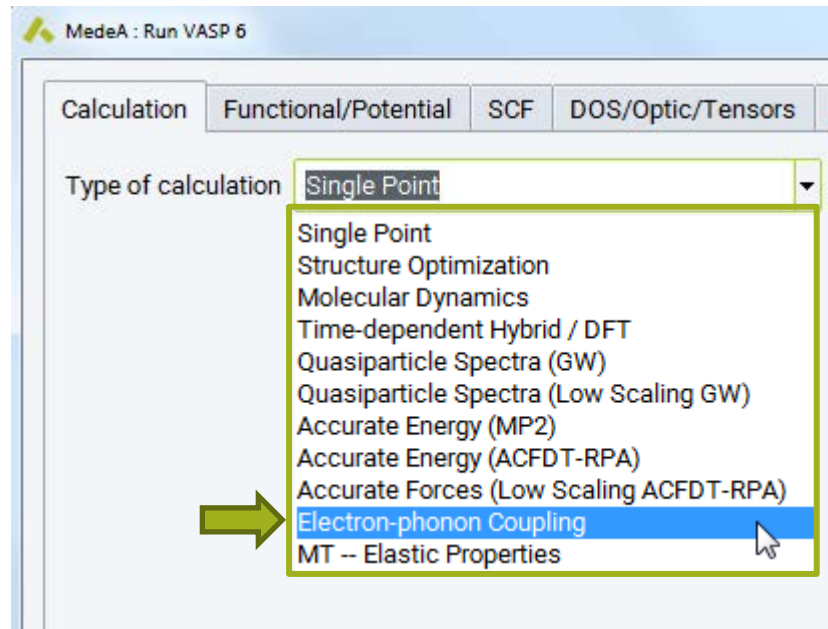 MedeA : Run VASP 6
Calculation Functional/Potential SCF DOS/Optic/Tensors
Type of calculation Single Point
Single Point
Structure Optimization
Molecular Dynamics
Time-dependent Hybrid / DFT
Quasiparticle Spectra (GW)
Quasiparticle Spectra (Low Scaling GW)
Accurate Energy (MP2)
Accurate Energy (ACFDT-RPA)
Accurate Forces (Low Scaling ACFDT-RPA)
Electron-phonon Coupling
MT -- Elastic Properties